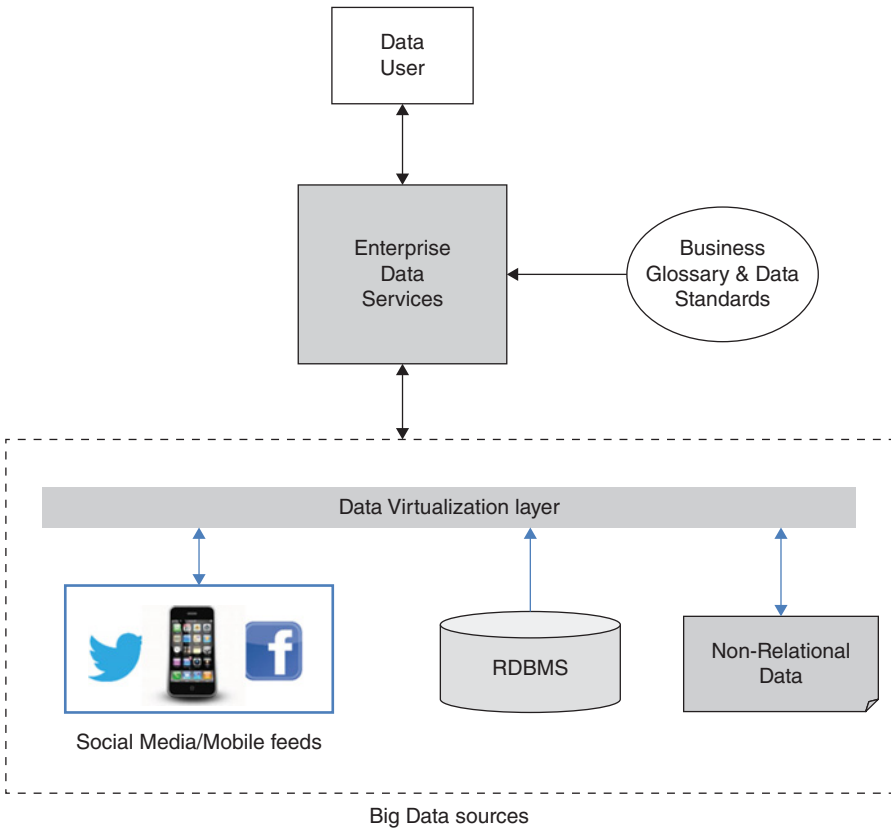 Data
User
Enterprise
Data
Services
Business
Glossary & Data
Standards
Data Virtualization layer
RDBMS
Non-Relational
Data
Social Media/Mobile feeds
Big Data sources